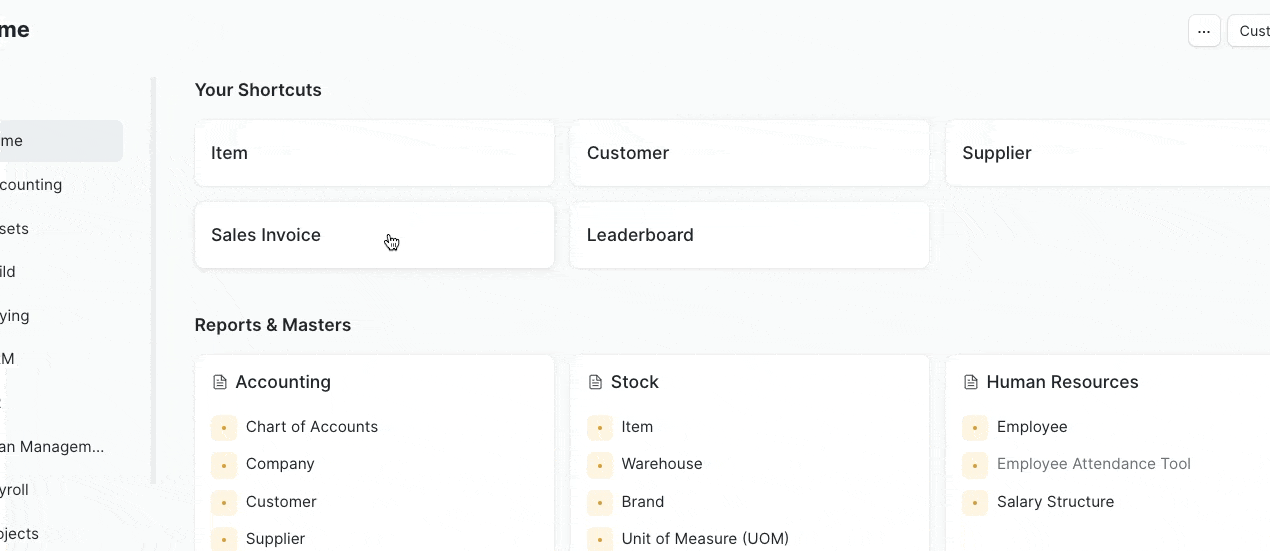 me
...
Cust
me
counting
sets
ild
ying
M
an Managem...
yroll
ojects
Your Shortcuts
Item
Customer
Supplier
Sales Invoice
Leaderboard
Reports & Masters
Accounting
Chart of Accounts
Company
Customer
Supplier
Stock
Item
Warehouse
Brand
Unit of Measure (UOM)
Human Resources
Employee
Employee Attendance Tool
Salary Structure